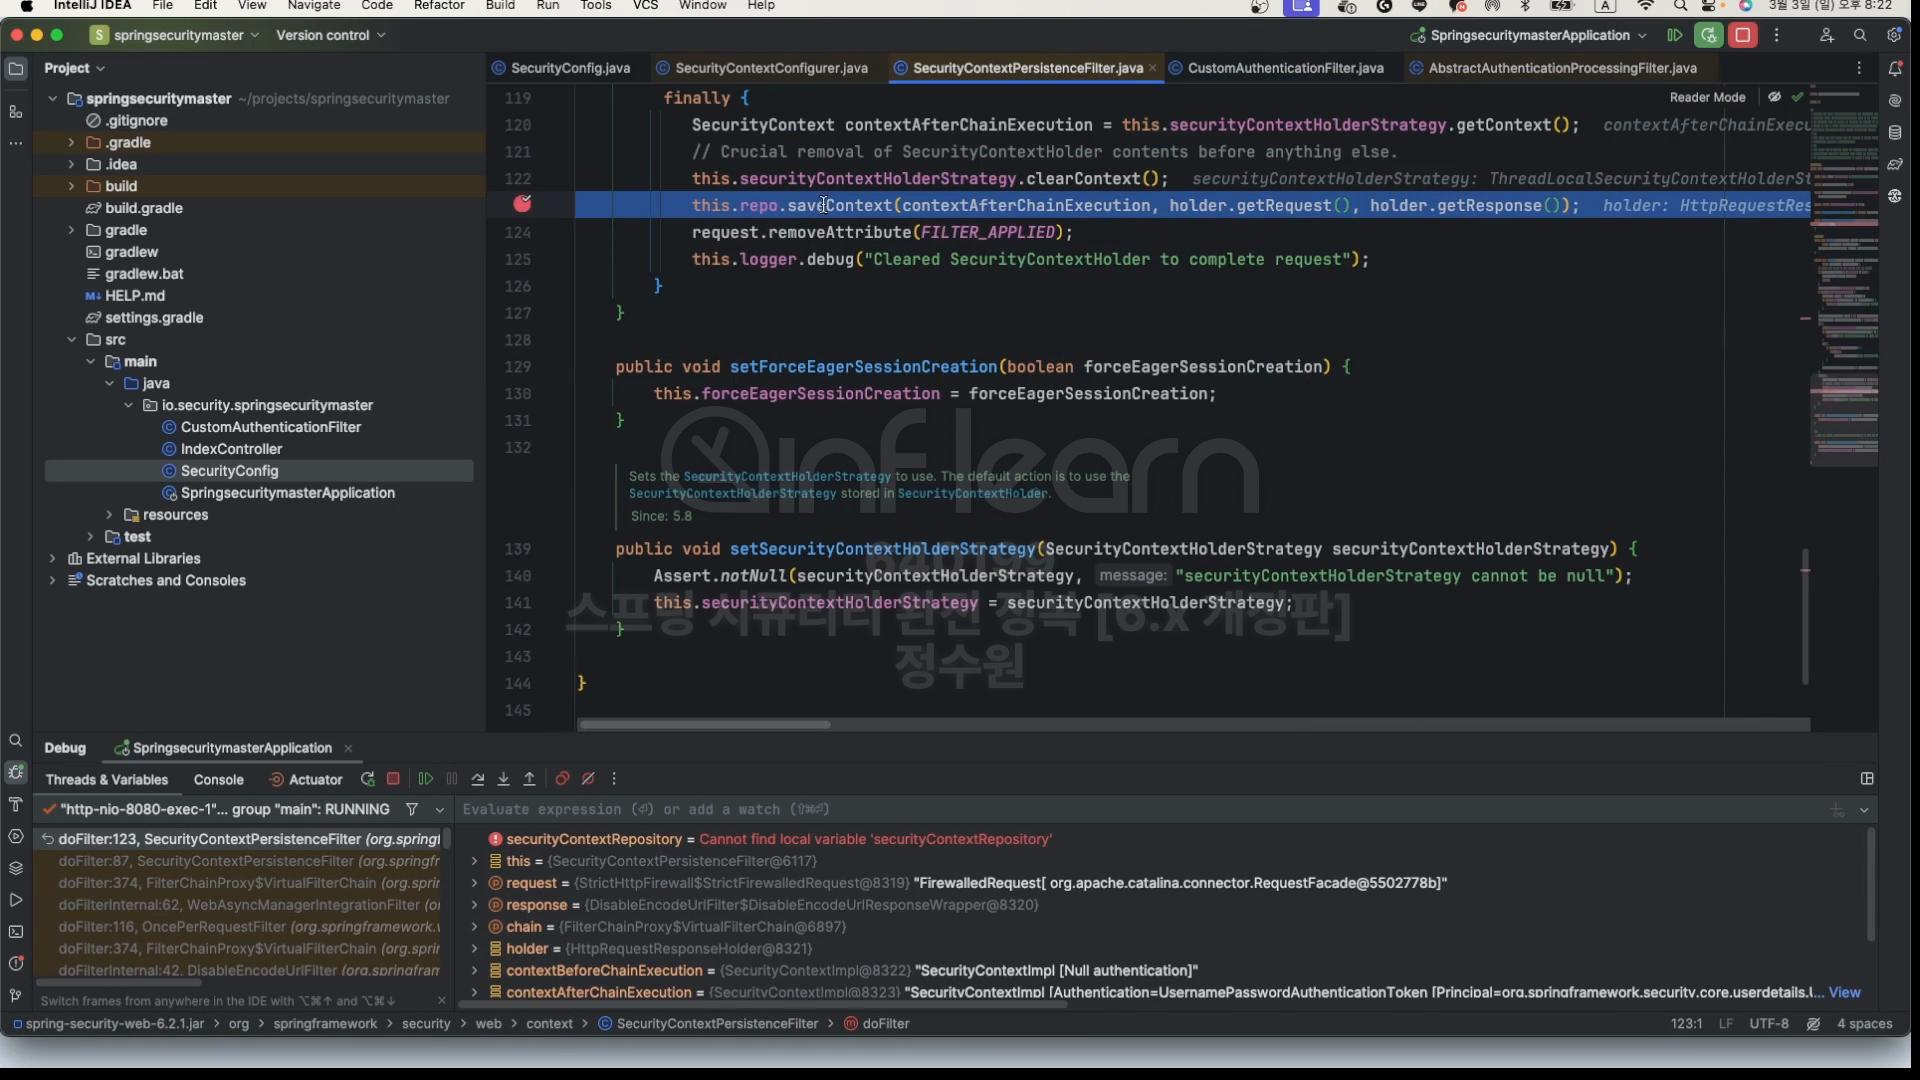 IntelliJ IDEA File Edit View Navigate Code Refactor Build Run Tools VCS Window Help 3월 3일 (일) 오후 8:22
S springsecuritymaster Version control SpringsecuritymasterApplication
Project
springsecuritymaster ~/projects/springsecuritymaster
.gitignore
.gradle
.idea
build
build.gradle
gradle
gradlew
gradlew.bat
HELP.md
settings.gradle
src
main
java
io.security.springsecuritymaster
CustomAuthenticationFilter
IndexController
SecurityConfig
SpringsecuritymasterApplication
resources
test
External Libraries
Scratches and Consoles
SecurityConfig.java SecurityContextConfigurer.java SecurityContextPersistenceFilter.java CustomAuthenticationFilter.java AbstractAuthenticationProcessingFilter.java
Reader Mode
119 finally {
120 SecurityContext contextAfterChainExecution = this.securityContextHolderStrategy.getContext(); contextAfterChainExecu
121 // Crucial removal of SecurityContextHolder contents before anything else.
122 this.securityContextHolderStrategy.clearContext(); securityContextHolderStrategy: ThreadLocalSecurityContextHolderSt
this.repo.saveContext(contextAfterChainExecution, holder.getRequest(), holder.getResponse()); holder: HttpRequestRes
124 request.removeAttribute(FILTER_APPLIED);
125 this.logger.debug("Cleared SecurityContextHolder to complete request");
126 }
127 }
128
129 public void setForceEagerSessionCreation(boolean forceEagerSessionCreation) {
130 this.forceEagerSessionCreation = forceEagerSessionCreation;
131 }
132
Sets the SecurityContextHolderStrategy to use. The default action is to use the
SecurityContextHolderStrategy stored in SecurityContextHolder.
Since: 5.8
139 public void setSecurityContextHolderStrategy(SecurityContextHolderStrategy securityContextHolderStrategy) {
140 Assert.notNull(securityContextHolderStrategy, message: "securityContextHolderStrategy cannot be null");
141 this.securityContextHolderStrategy = securityContextHolderStrategy;
142 }
143
144 }
145
inflearn
640199
스프링 시큐리티 완전 정복 [6.x 개정판]
정수원
Debug SpringsecuritymasterApplication
Threads & Variables Console Actuator
"http-nio-8080-exec-1"... group "main": RUNNING
doFilter:123, SecurityContextPersistenceFilter (org.springf
doFilter:87, SecurityContextPersistenceFilter (org.springfr
doFilter:374, FilterChainProxy$VirtualFilterChain (org.spri
doFilterInternal:62, WebAsyncManagerIntegrationFilter (o
doFilter:116, OncePerRequestFilter (org.springframework.
doFilter:374, FilterChainProxy$VirtualFilterChain (org.spri
doFilterInternal:42, DisableEncodeUrlFilter (org.springfram
Switch frames from anywhere in the IDE with ⌥⌘↑ and ⌥⌘↓
Evaluate expression (⏎) or add a watch (⇧⌘⏎)
securityContextRepository = Cannot find local variable 'securityContextRepository'
this = {SecurityContextPersistenceFilter@6117}
request = {StrictHttpFirewall$StrictFirewalledRequest@8319} "FirewalledRequest[ org.apache.catalina.connector.RequestFacade@5502778b]"
response = {DisableEncodeUrlFilter$DisableEncodeUrlResponseWrapper@8320}
chain = {FilterChainProxy$VirtualFilterChain@6897}
holder = {HttpRequestResponseHolder@8321}
contextBeforeChainExecution = {SecurityContextImpl@8322} "SecurityContextImpl [Null authentication]"
contextAfterChainExecution = {SecurityContextImpl@8323} "SecurityContextImpl [Authentication=UsernamePasswordAuthenticationToken [Principal=org.springframework.security.core.userdetails.U... View
spring-security-web-6.2.1.jar org springframework security web context SecurityContextPersistenceFilter doFilter 123:1 LF UTF-8 4 spaces